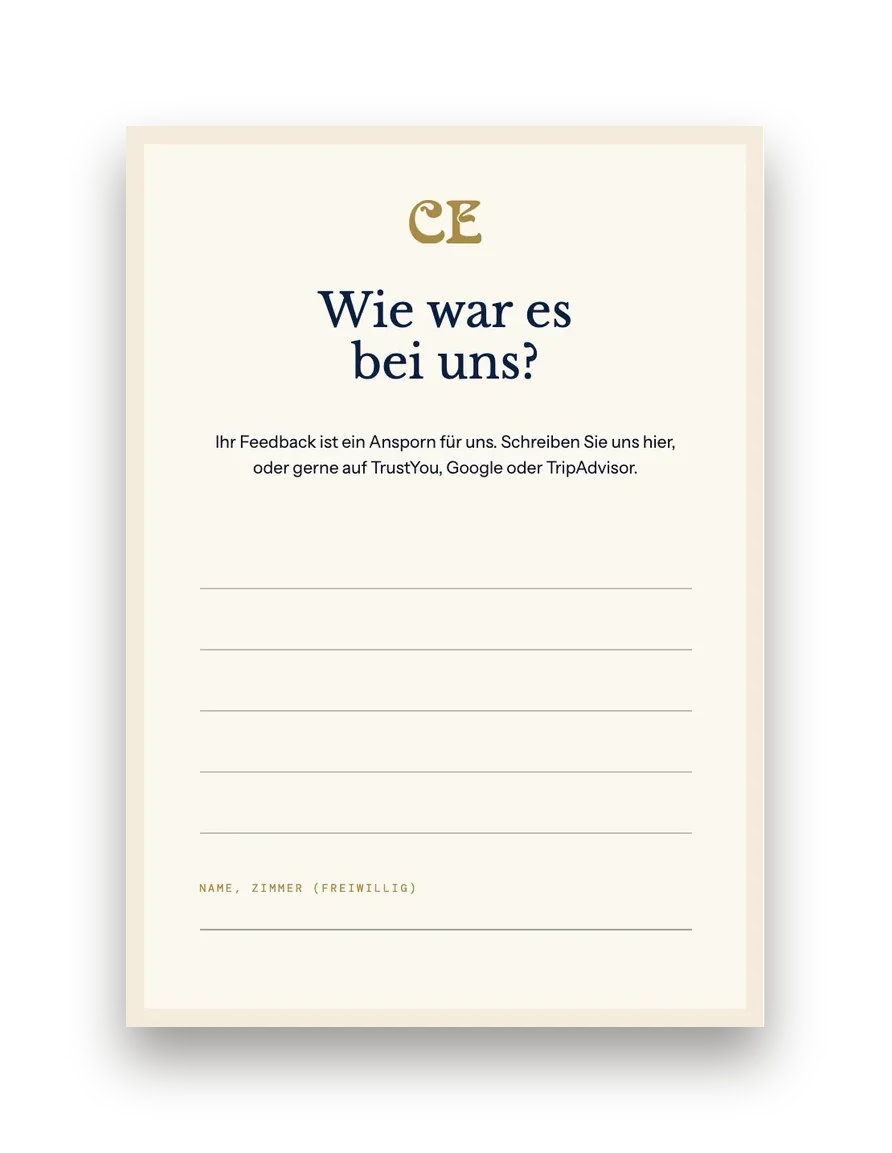 CE
Wie war es
bei uns?
Ihr Feedback ist ein Ansporn für uns. Schreiben Sie uns hier,
oder gerne auf TrustYou, Google oder TripAdvisor.
NAME, ZIMMER (FREIWILLIG)